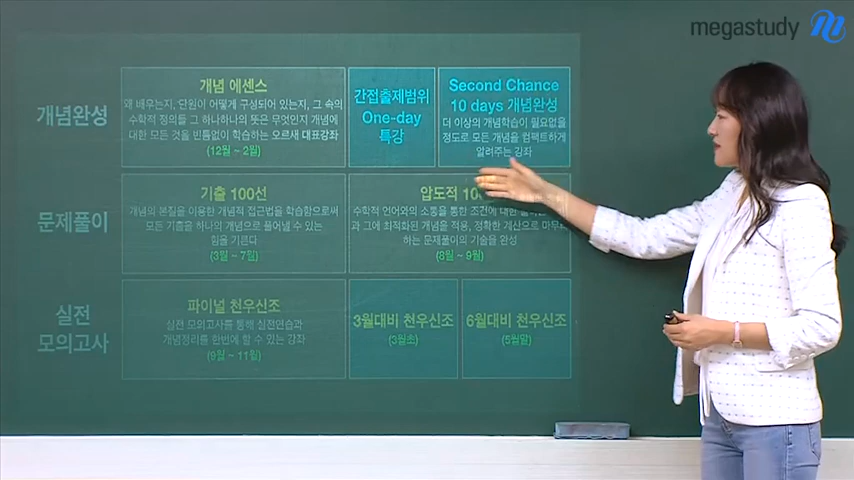 megastudy
개념완성
개념 에센스
왜 배우는지, 단원이 어떻게 구성되어 있는지, 그 속의
수학적 정의들 그 하나하나의 뜻은 무엇인지 개념에
대한 모든 것을 빈틈없이 학습하는 오르새 대표강좌
(12월 ~ 2월)
간접출제범위
One-day
특강
Second Chance
10 days 개념완성
더 이상의 개념학습이 필요없을
정도로 모든 개념을 컴팩트하게
알려주는 강좌
문제풀이
기출 100선
개념의 본질을 이용한 개념적 접근법을 학습함으로써
모든 기출을 하나의 개념으로 풀어낼 수 있는
힘을 기른다
(3월 ~ 7월)
압도적
수학적 언어와의 소통을 통한 조건에 대한
과 그에 최적화된 개념을 적용, 정확한 계산으로 마무리
하는 문제풀이의 기술을 완성
(8월 ~ 9월)
실전
모의고사
파이널 천우신조
실전 모의고사를 통해 실전연습과
개념정리를 한번에 할 수 있는 강좌
(9월 ~ 11월)
3월대비 천우신조
(3월초)
6월대비 천우신조
(5월말)